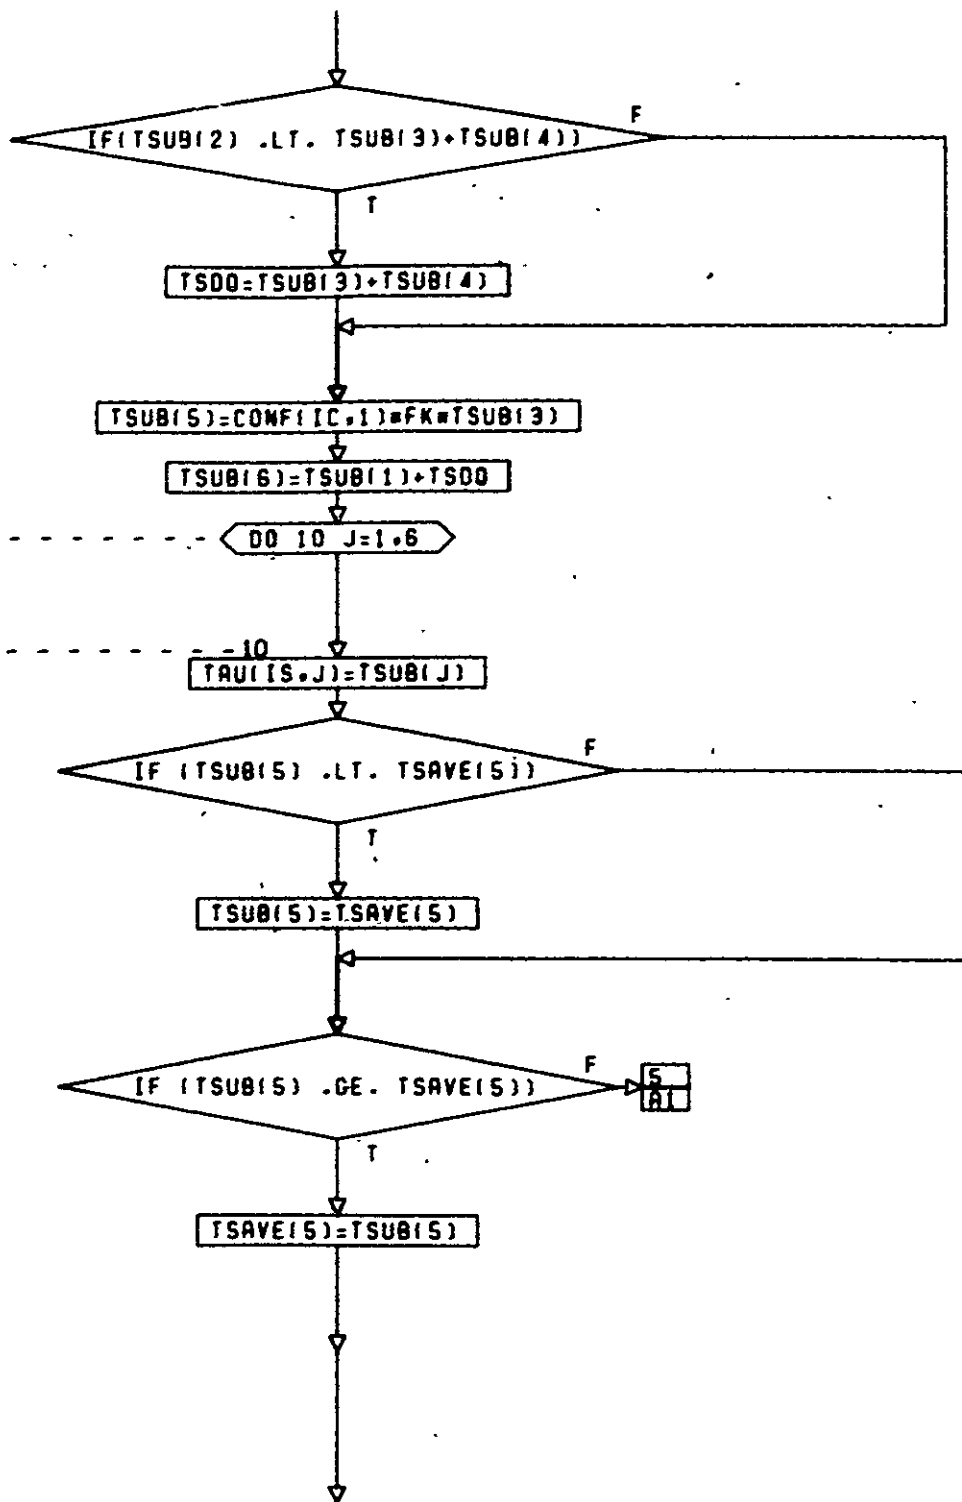 F
IF(TSUB(2) .LT. TSUB(3)+TSUB(4))
T
TSDO=TSUB(3)+TSUB(4)
TSUB(5)=CONF(IC,1)*FK*TSUB(3)
TSUB(6)=TSUB(1)+TSDO
DO 10 J=1,6
10
TAU(IS,J)=TSUB(J)
F
IF (TSUB(5) .LT. TSAVE(5))
T
TSUB(5)=TSAVE(5)
F
IF (TSUB(5) .GE. TSAVE(5))
5
A1
T
TSAVE(5)=TSUB(5)